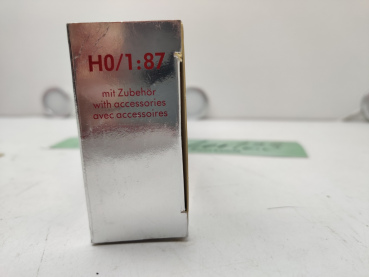 H0/1:87
mit Zubehör
with accessories
avec accessoires